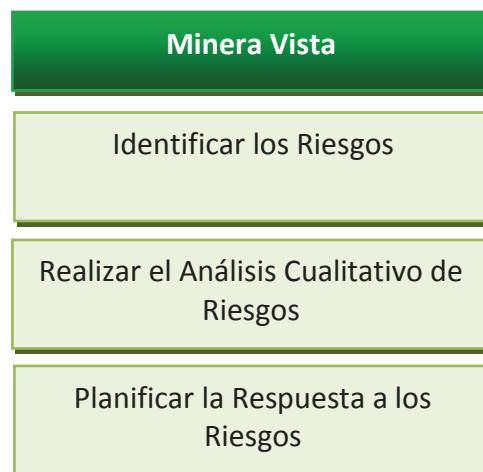 Minera Vista
Identificar los Riesgos
Realizar el Análisis Cualitativo de
Riesgos
Planificar la Respuesta a los
Riesgos